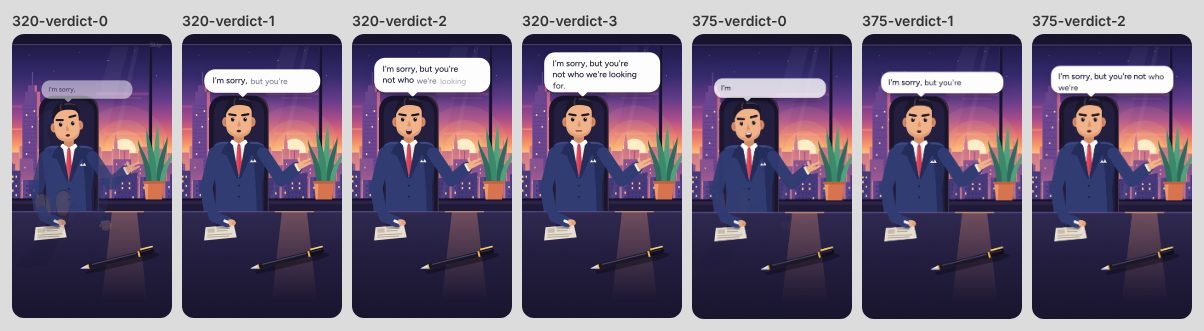 320-verdict-0
320-verdict-1
320-verdict-2
320-verdict-3
375-verdict-0
375-verdict-1
375-verdict-2
Skip
I'm sorry,
I'm sorry, but you're
I'm sorry, but you're
not who we're looking
I'm sorry, but you're
not who we're looking
for.
I'm
I'm sorry, but you're
I'm sorry, but you're not who
we're